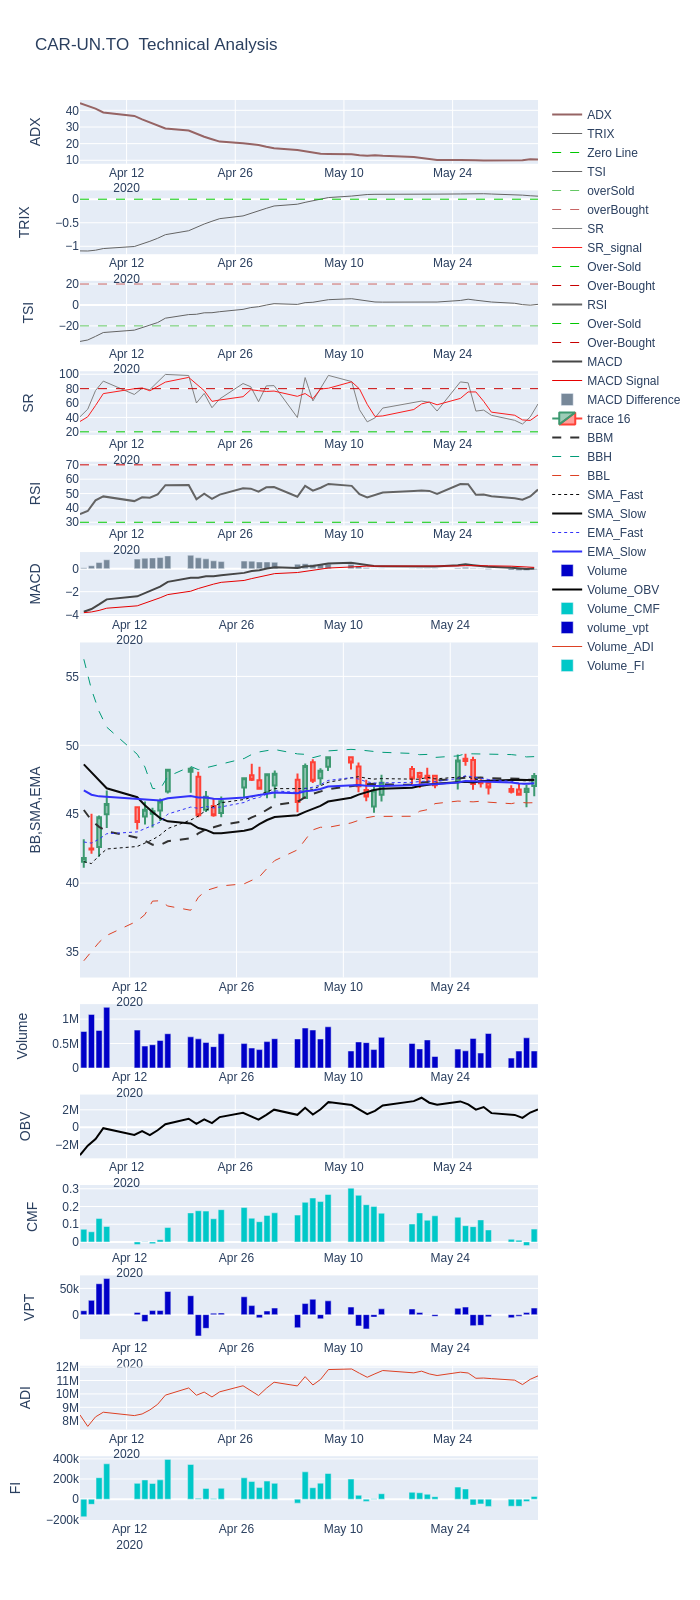 CAR-UN.TO  Technical Analysis
ADX
40
30
20
10
Apr 12
2020
Apr 26
May 10
May 24
TRIX
0
−0.5
−1
Apr 12
2020
Apr 26
May 10
May 24
TSI
20
0
−20
Apr 12
2020
Apr 26
May 10
May 24
SR
100
80
60
40
20
Apr 12
2020
Apr 26
May 10
May 24
RSI
70
60
50
40
30
Apr 12
2020
Apr 26
May 10
May 24
MACD
0
−2
−4
Apr 12
2020
Apr 26
May 10
May 24
BB,SMA,EMA
55
50
45
40
35
Apr 12
2020
Apr 26
May 10
May 24
Volume
1M
0.5M
0
Apr 12
2020
Apr 26
May 10
May 24
OBV
2M
0
−2M
Apr 12
2020
Apr 26
May 10
May 24
CMF
0.3
0.2
0.1
0
Apr 12
2020
Apr 26
May 10
May 24
VPT
50k
0
Apr 12
2020
Apr 26
May 10
May 24
ADI
12M
11M
10M
9M
8M
Apr 12
2020
Apr 26
May 10
May 24
FI
400k
200k
0
−200k
Apr 12
2020
Apr 26
May 10
May 24
ADX
TRIX
Zero Line
TSI
overSold
overBought
SR
SR_signal
Over-Sold
Over-Bought
RSI
Over-Sold
Over-Bought
MACD
MACD Signal
MACD Difference
trace 16
BBM
BBH
BBL
SMA_Fast
SMA_Slow
EMA_Fast
EMA_Slow
Volume
Volume_OBV
Volume_CMF
volume_vpt
Volume_ADI
Volume_FI